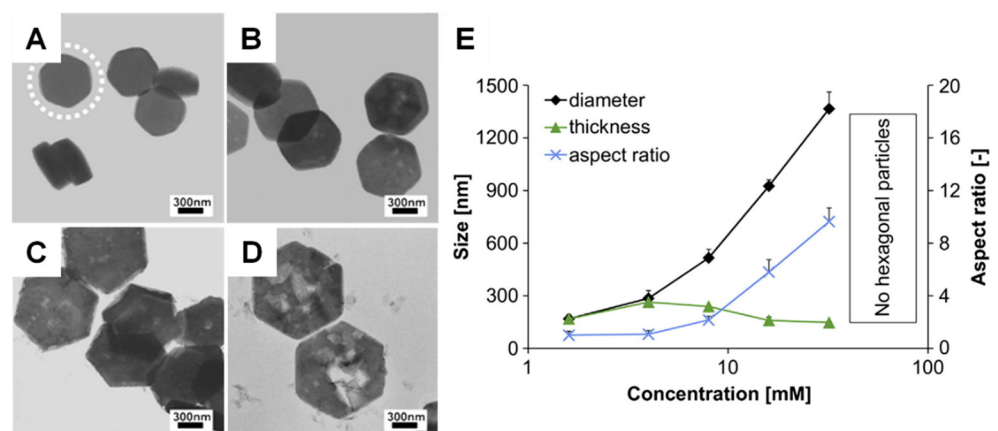 A
B
300nm
300nm
C
D
300nm
300nm
E
diameter
thickness
aspect ratio
Size [nm]
1500
1200
900
600
300
0
No hexagonal particles
20
16
12
8
4
0
Aspect ratio [-]
1
10
100
Concentration [mM]